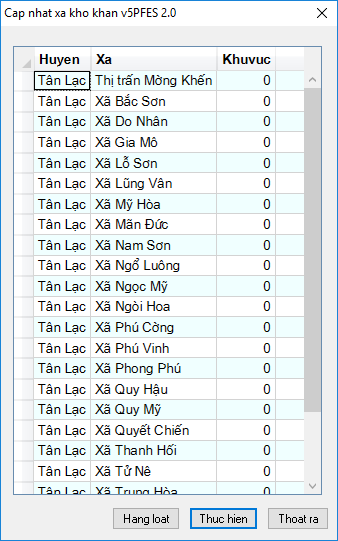 Cap nhat xa kho khan v5PFES 2.0
Huyen Xa Khuvuc
Tân Lạc Thị trấn Mờng Khến 0
Tân Lạc Xã Bắc Sơn 0
Tân Lạc Xã Do Nhân 0
Tân Lạc Xã Gia Mô 0
Tân Lạc Xã Lỗ Sơn 0
Tân Lạc Xã Lũng Vân 0
Tân Lạc Xã Mỹ Hòa 0
Tân Lạc Xã Mãn Đức 0
Tân Lạc Xã Nam Sơn 0
Tân Lạc Xã Ngổ Luông 0
Tân Lạc Xã Ngọc Mỹ 0
Tân Lạc Xã Ngòi Hoa 0
Tân Lạc Xã Phú Cờng 0
Tân Lạc Xã Phú Vinh 0
Tân Lạc Xã Phong Phú 0
Tân Lạc Xã Quy Hậu 0
Tân Lạc Xã Quy Mỹ 0
Tân Lạc Xã Quyết Chiến 0
Tân Lạc Xã Thanh Hối 0
Tân Lạc Xã Tử Nê 0
Tân Lạc Xã Trung Hòa 0
Hang loat Thuc hien Thoat ra